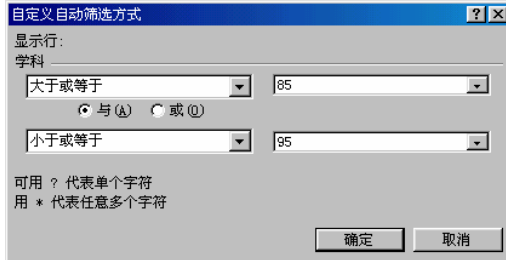 自定义自动筛选方式
显示行:
学科
大于或等于 85
与(A) 或(O)
小于或等于 95
可用 ? 代表单个字符
用 * 代表任意多个字符
确定 取消